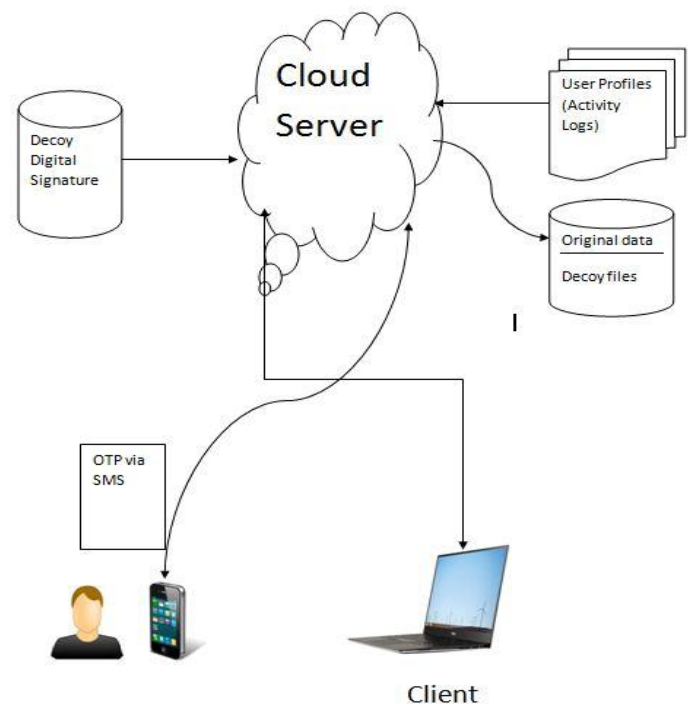 Cloud
Server
Decoy
Digital
Signature
User Profiles
(Activity
Logs)
Original data
Decoy files
OTP via
SMS
Client